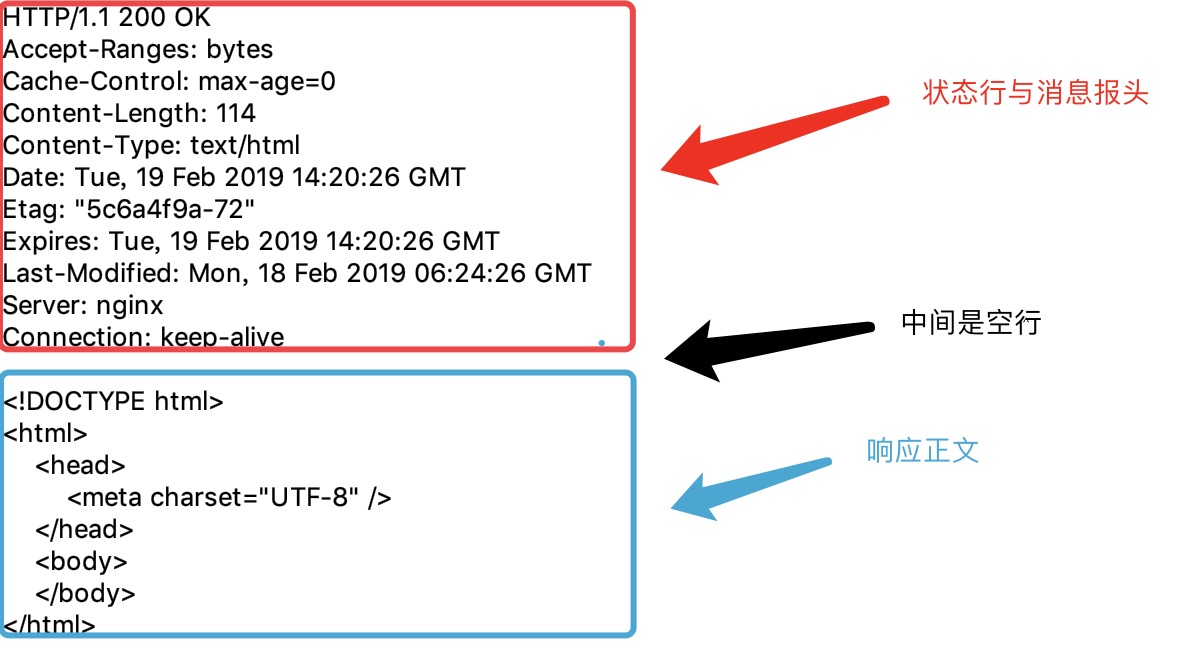 HTTP/1.1 200 OK
Accept-Ranges: bytes
Cache-Control: max-age=0
Content-Length: 114
Content-Type: text/html
Date: Tue, 19 Feb 2019 14:20:26 GMT
Etag: "5c6a4f9a-72"
Expires: Tue, 19 Feb 2019 14:20:26 GMT
Last-Modified: Mon, 18 Feb 2019 06:24:26 GMT
Server: nginx
Connection: keep-alive
状态行与消息报头
中间是空行
<!DOCTYPE html>
<html>
    <head>
        <meta charset="UTF-8" />
    </head>
    <body>
    </body>
</html>
响应正文